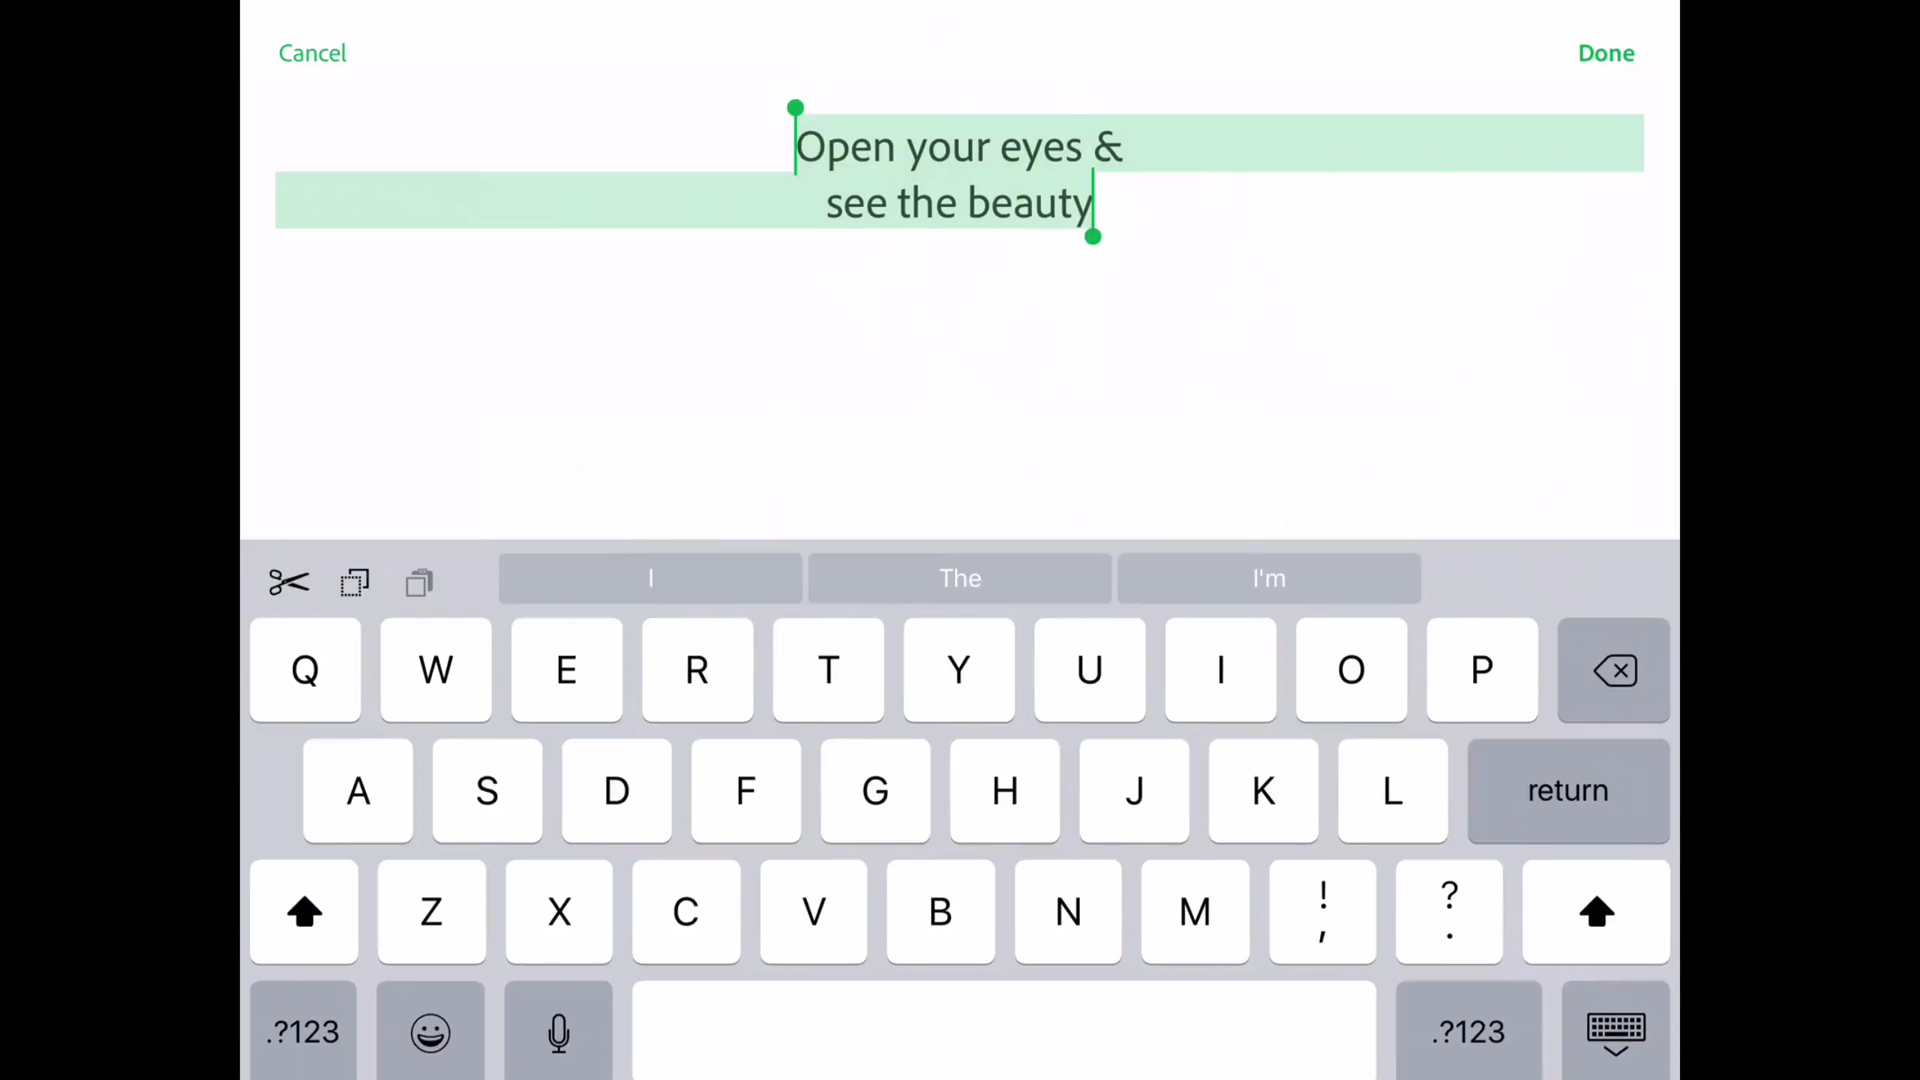 Cancel Done
Open your eyes &
see the beauty
I The I'm
Q W E R T Y U I O P
A S D F G H J K L return
Z X C V B N M ! , ? .
.?123 .?123